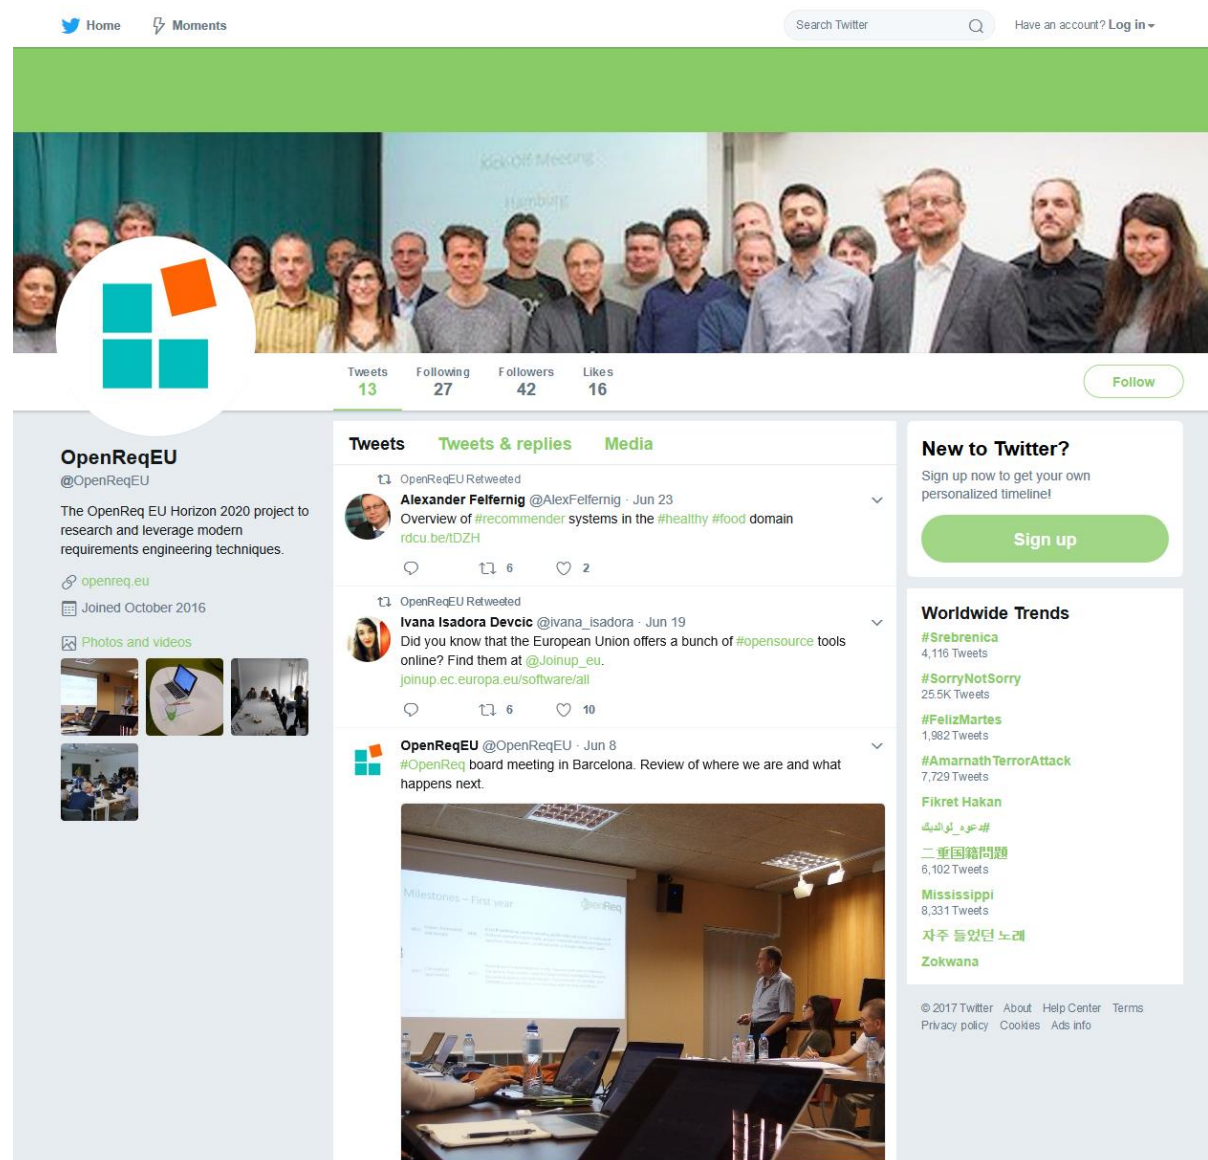 Home
Moments
Search Twitter
Have an account? Log in
Kick-Off Meeting
Hamburg
Tweets Following Followers Likes
13 27 42 16
Follow
OpenReqEU
@OpenReqEU
The OpenReq EU Horizon 2020 project to
research and leverage modern
requirements engineering techniques.
openreq.eu
Joined October 2016
Photos and videos
Tweets Tweets & replies Media
OpenReqEU Retweeted
Alexander Felfernig @AlexFelfernig · Jun 23
Overview of #recommender systems in the #healthy #food domain
rdcu.be/tDZH
6 2
OpenReqEU Retweeted
Ivana Isadora Devcic @ivana_isadora · Jun 19
Did you know that the European Union offers a bunch of #opensource tools
online? Find them at @Joinup_eu.
joinup.ec.europa.eu/software/all
6 10
OpenReqEU @OpenReqEU · Jun 8
#OpenReq board meeting in Barcelona. Review of where we are and what
happens next.
Milestones – First year
OpenReq
New to Twitter?
Sign up now to get your own
personalized timeline!
Sign up
Worldwide Trends
#Srebrenica
4,116 Tweets
#SorryNotSorry
25.5K Tweets
#FelizMartes
1,982 Tweets
#AmarnathTerrorAttack
7,729 Tweets
Fikret Hakan
#دعوه_لوالديك
二重国籍問題
6,102 Tweets
Mississippi
8,331 Tweets
자주 들었던 노래
Zokwana
© 2017 Twitter About Help Center Terms
Privacy policy Cookies Ads info